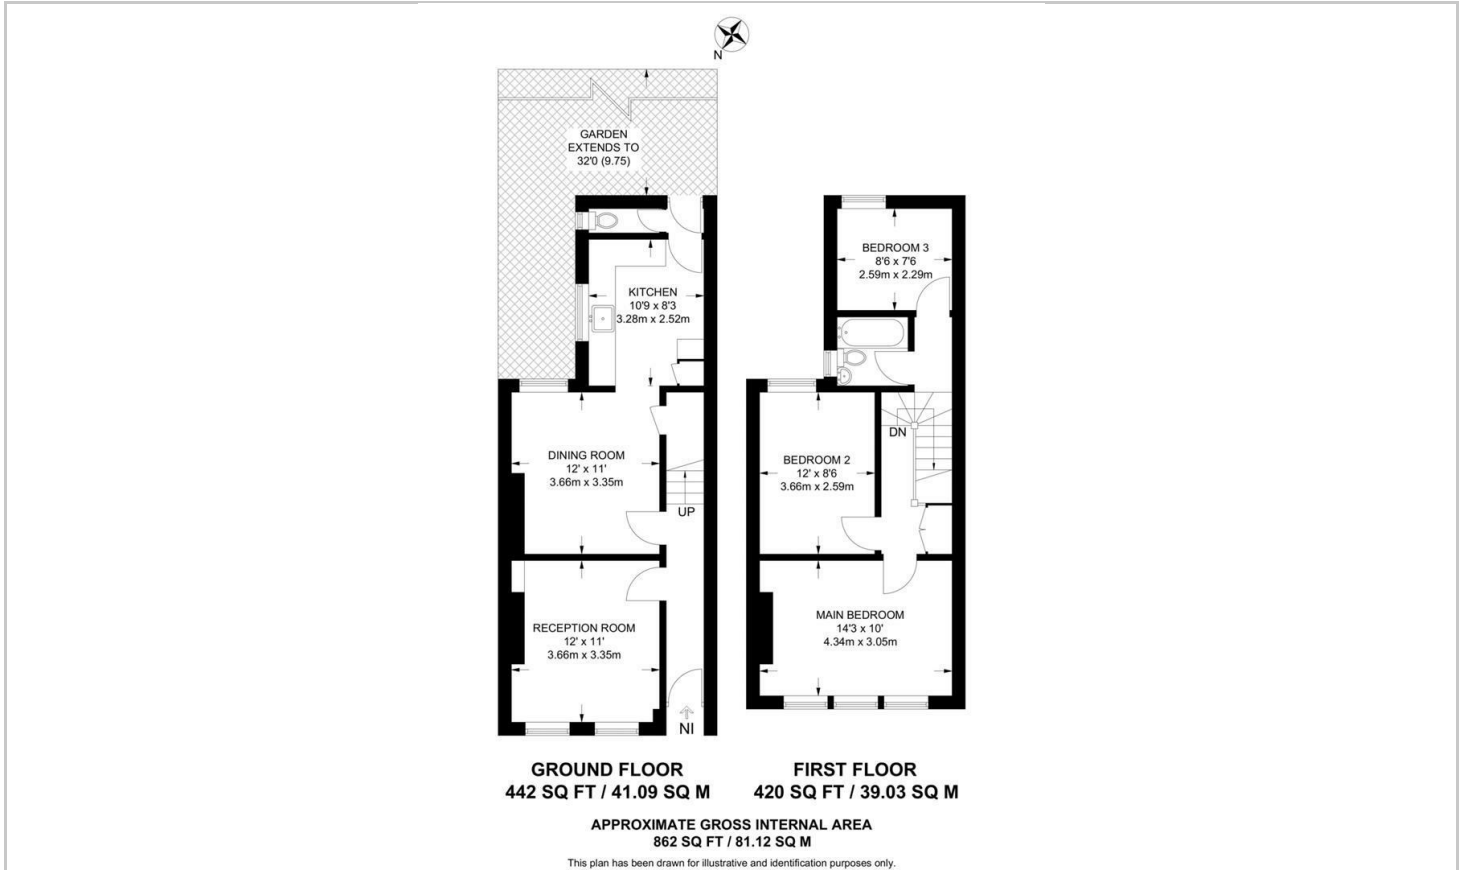 N
GARDEN
EXTENDS TO
32'0 (9.75)
KITCHEN
10'9 x 8'3
3.28m x 2.52m
DINING ROOM
12' x 11'
3.66m x 3.35m
UP
RECEPTION ROOM
12' x 11'
3.66m x 3.35m
NI
GROUND FLOOR
442 SQ FT / 41.09 SQ M
BEDROOM 3
8'6 x 7'6
2.59m x 2.29m
DN
BEDROOM 2
12' x 8'6
3.66m x 2.59m
MAIN BEDROOM
14'3 x 10'
4.34m x 3.05m
FIRST FLOOR
420 SQ FT / 39.03 SQ M
APPROXIMATE GROSS INTERNAL AREA
862 SQ FT / 81.12 SQ M
This plan has been drawn for illustrative and identification purposes only.